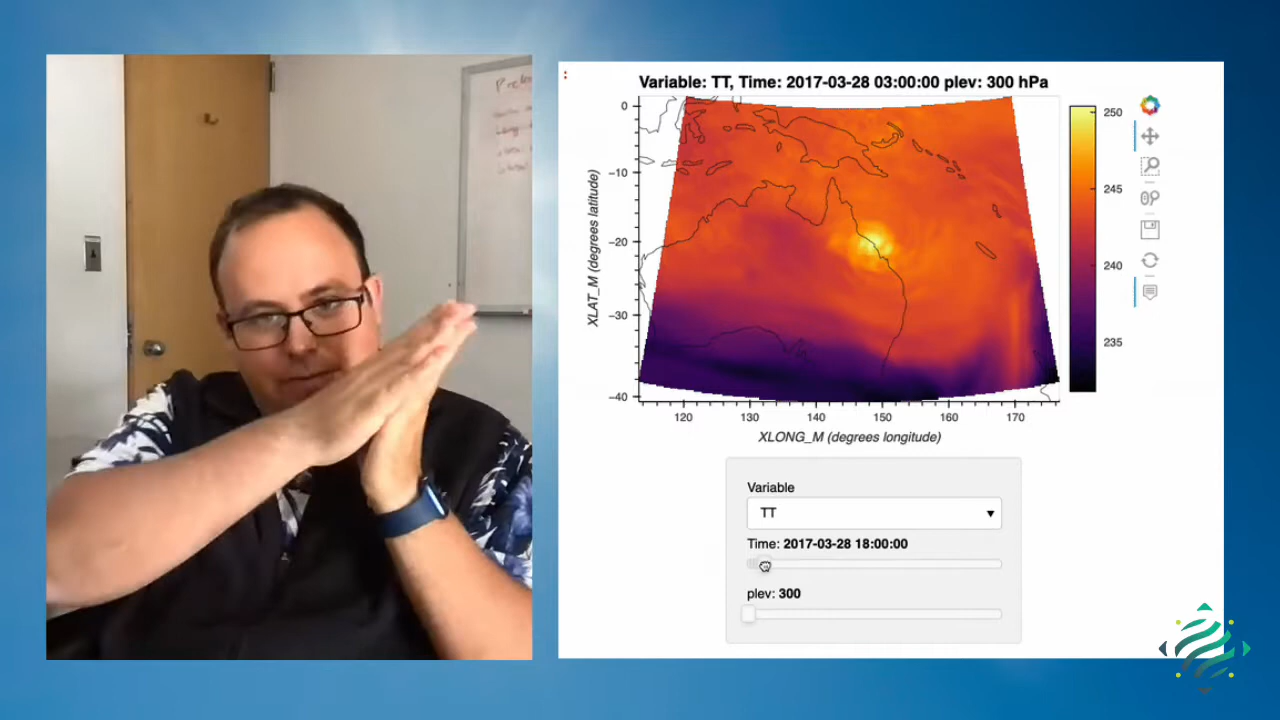 Variable: TT, Time: 2017-03-28 03:00:00 plev: 300 hPa
0
−10
−20
−30
−40
XLAT_M (degrees latitude)
120
130
140
150
160
170
XLONG_M (degrees longitude)
250
245
240
235
Variable
TT
Time: 2017-03-28 18:00:00
plev: 300